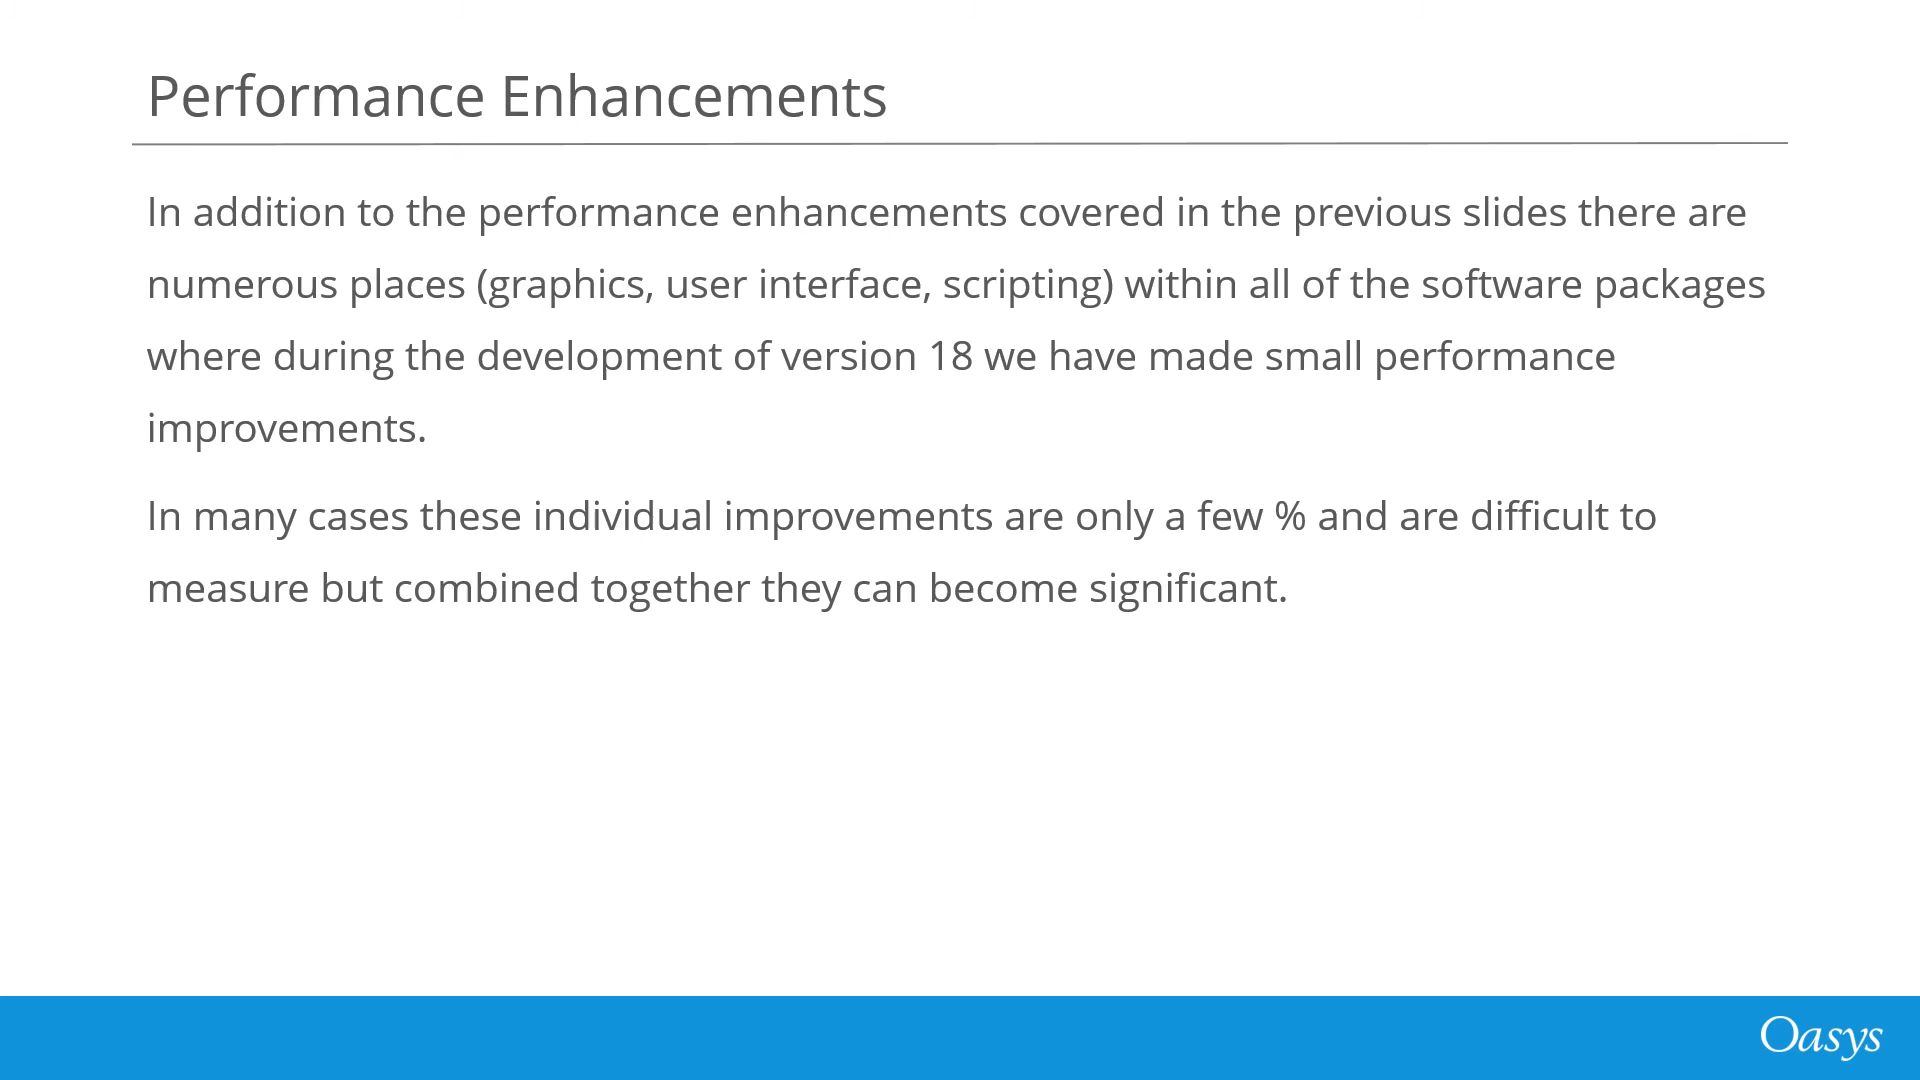 Performance Enhancements
In addition to the performance enhancements covered in the previous slides there are
numerous places (graphics, user interface, scripting) within all of the software packages
where during the development of version 18 we have made small performance
improvements.
In many cases these individual improvements are only a few % and are difficult to
measure but combined together they can become significant.
Oasys